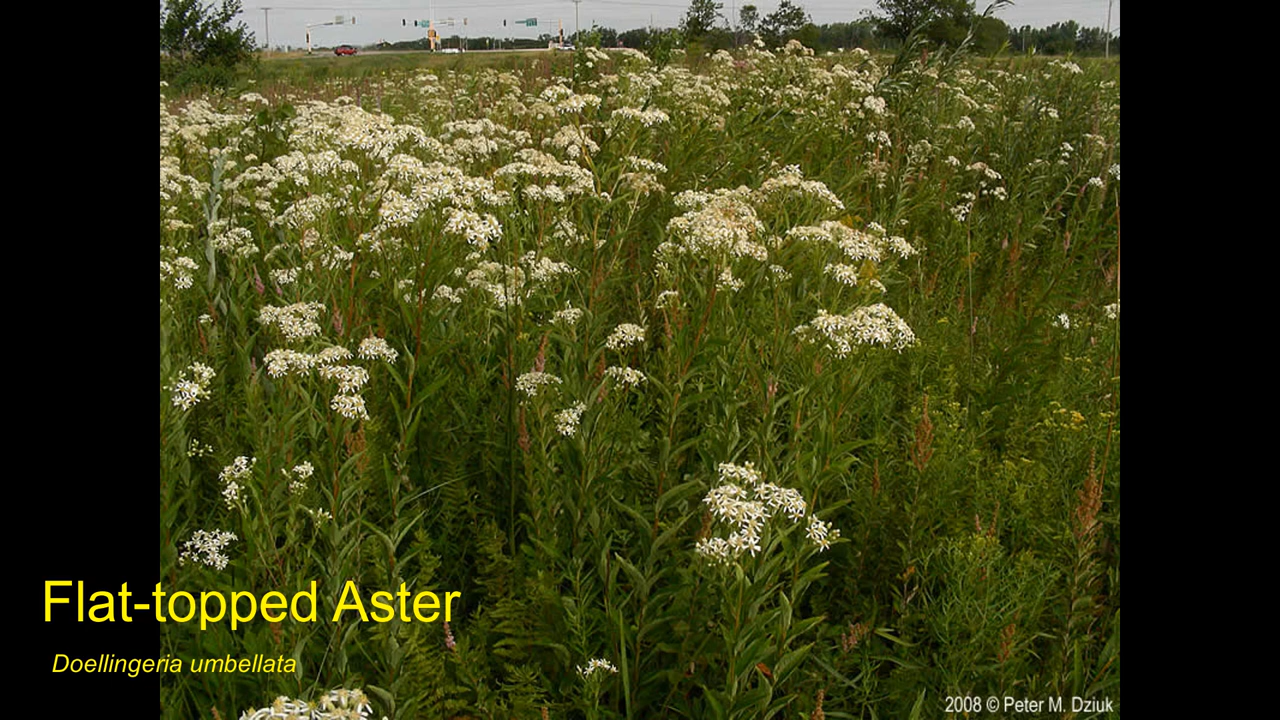 Flat-topped Aster
Doellingeria umbellata
2008 © Peter M. Dziuk